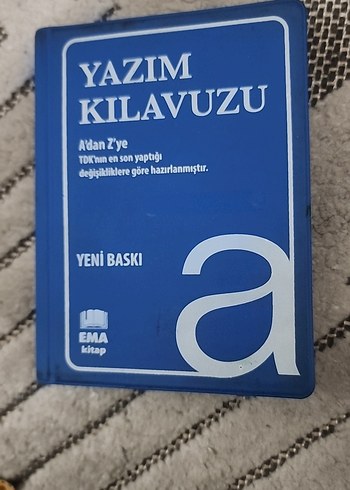 YAZIM
KILAVUZU
A'dan Z'ye
TDK'nın en son yaptığı
değişikliklere göre hazırlanmıştır.
YENİ BASKI
a
EMA
kitap